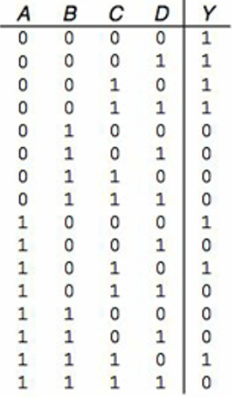 A B C D Y
0 0 0 0 1
0 0 0 1 1
0 0 1 0 1
0 0 1 1 1
0 1 0 0 0
0 1 0 1 0
0 1 1 0 0
0 1 1 1 0
1 0 0 0 1
1 0 0 1 0
1 0 1 0 1
1 0 1 1 0
1 1 0 0 0
1 1 0 1 0
1 1 1 0 1
1 1 1 1 0